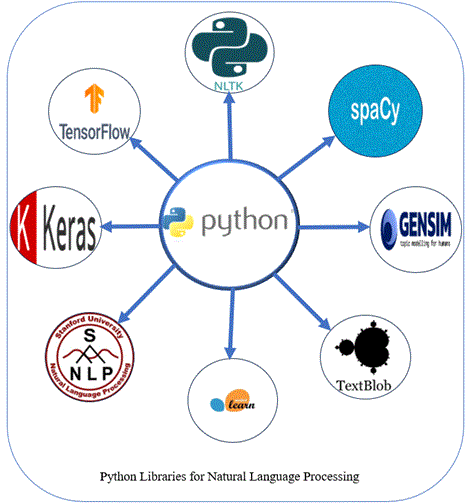 NLTK
TensorFlow
spaCy
K Keras
python
GENSIM
topic modelling for humans
Stanford University
S
NLP
Natural Language Processing
learn
TextBlob
Python Libraries for Natural Language Processing